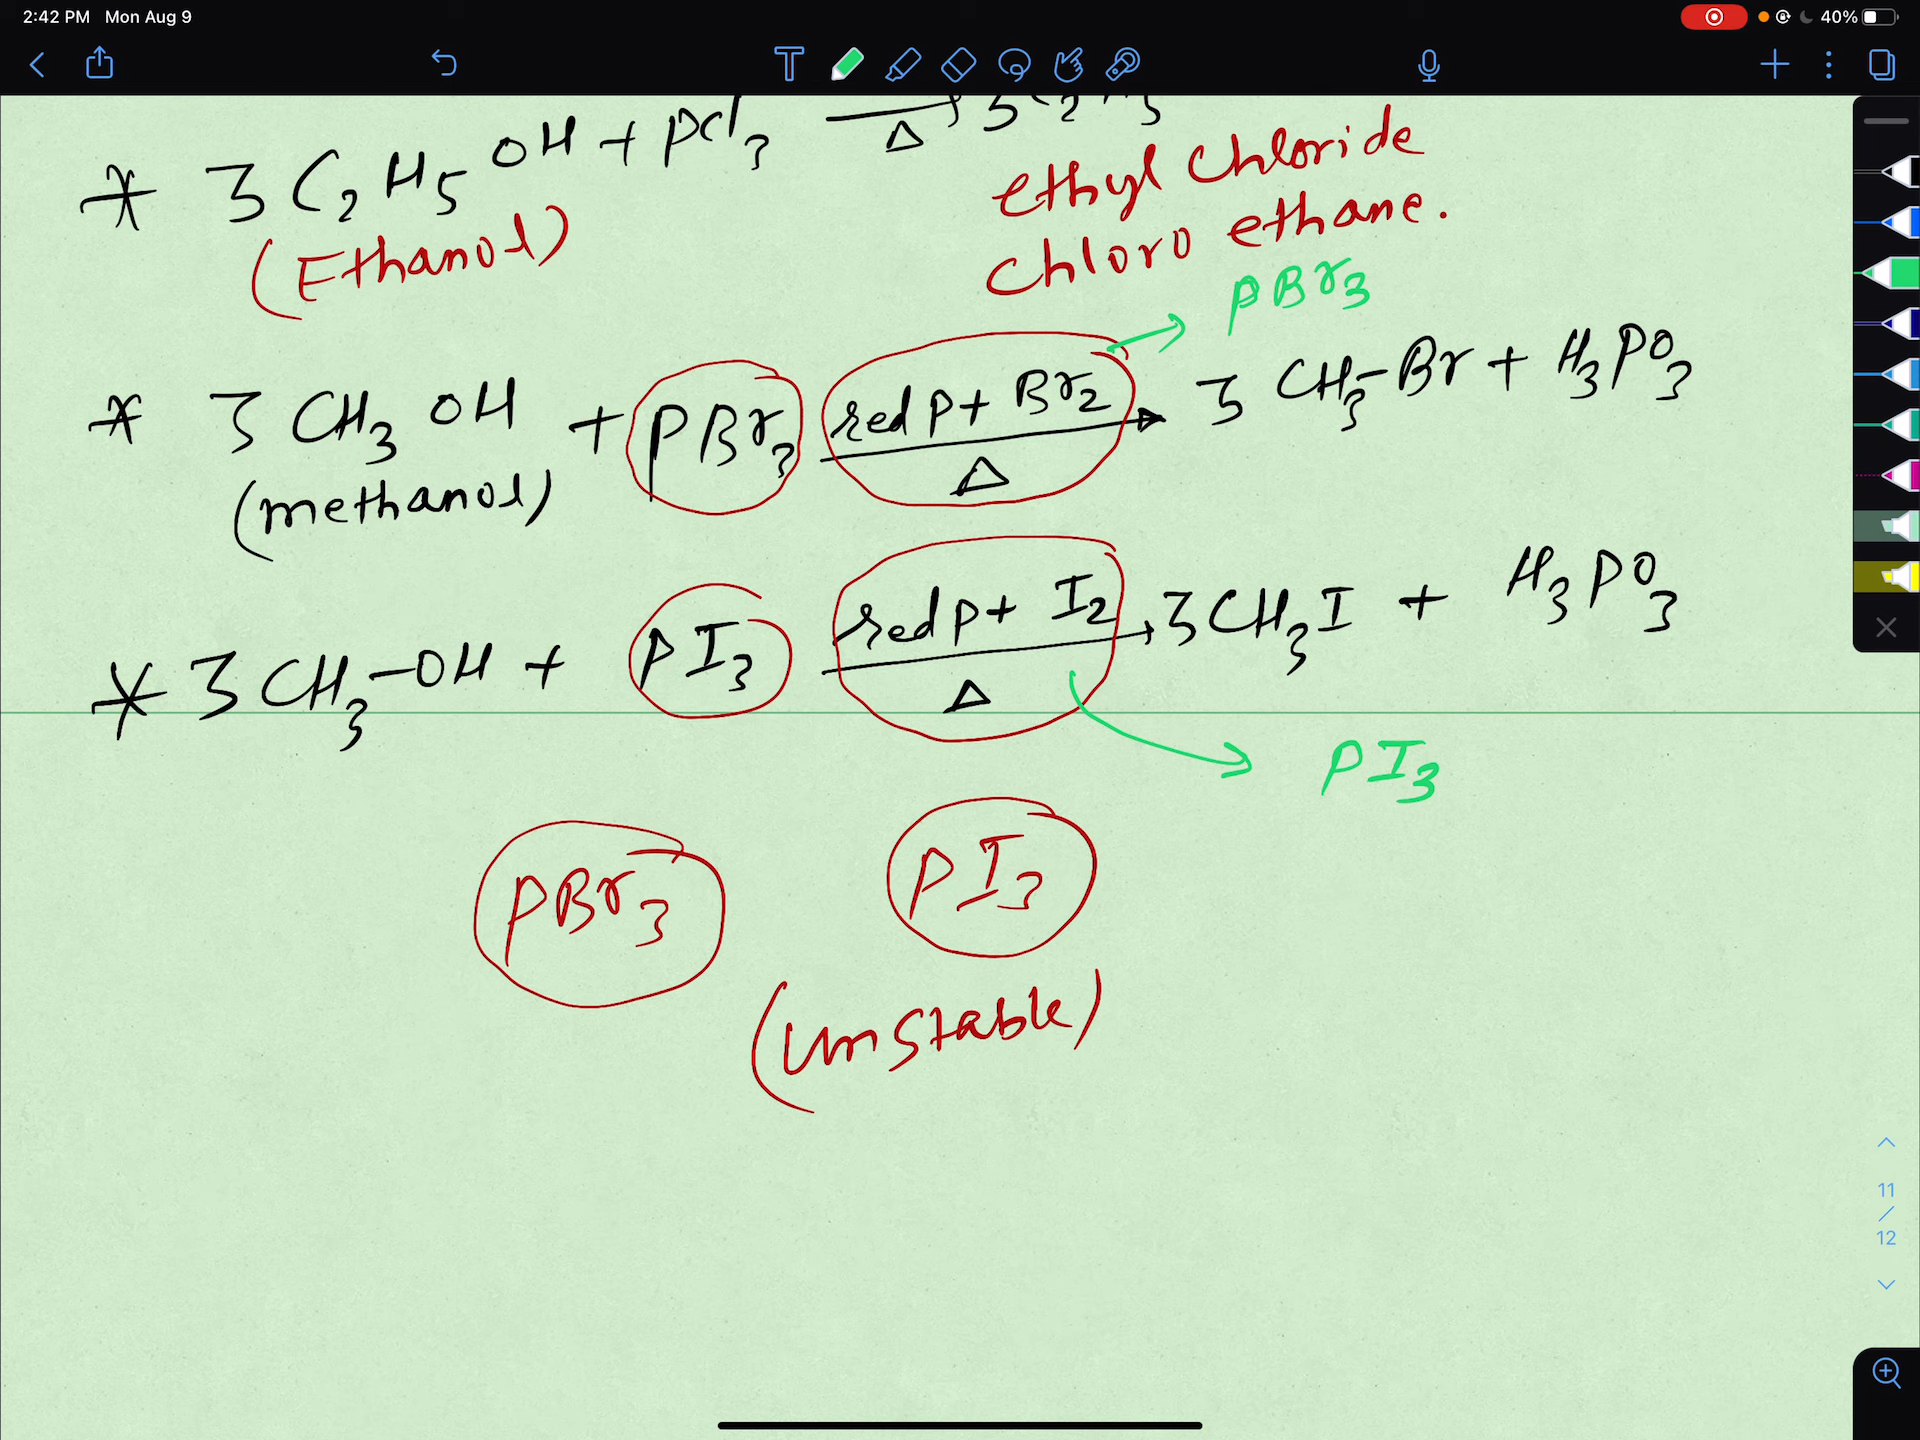 2:42 PM Mon Aug 9
40%
* 3 C₂H₅OH + PCl₃ →Δ 3 C₂H₅
(Ethanol)
ethyl chloride
chloro ethane.
PBr₃
* 3 CH₃OH + PBr₃ red P + Br₂ →Δ 3 CH₃-Br + H₃PO₃
(methanol)
* 3 CH₃-OH + PI₃ red P + I₂ →Δ 3CH₃I + H₃PO₃
PI₃
PBr₃ PI₃
(unstable)
11
/
12